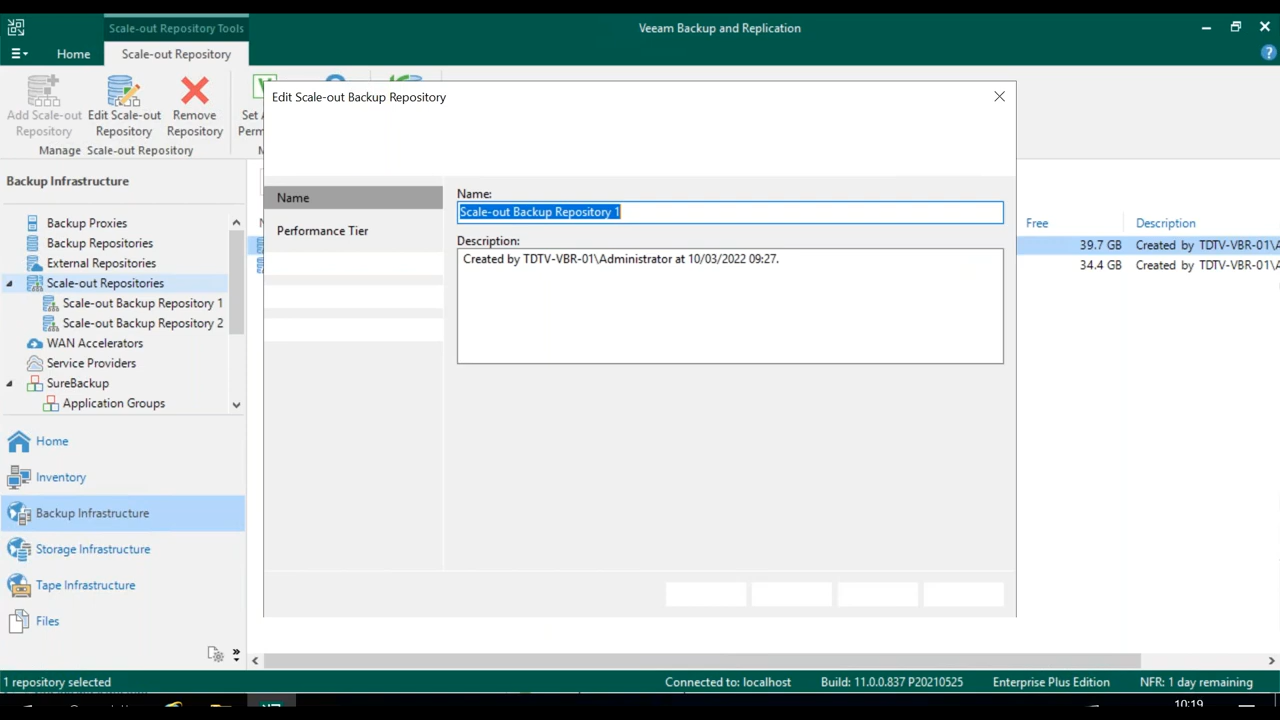 Scale-out Repository Tools
Veeam Backup and Replication
Home
Scale-out Repository
Add Scale-out Repository
Edit Scale-out Repository
Remove Repository
Manage Scale-out Repository
Edit Scale-out Backup Repository
Backup Infrastructure
Backup Proxies
Backup Repositories
External Repositories
Scale-out Repositories
Scale-out Backup Repository 1
Scale-out Backup Repository 2
WAN Accelerators
Service Providers
SureBackup
Application Groups
Home
Inventory
Backup Infrastructure
Storage Infrastructure
Tape Infrastructure
Files
Name
Performance Tier
Name:
Scale-out Backup Repository 1
Description:
Created by TDTV-VBR-01\Administrator at 10/03/2022 09:27.
Free
Description
39.7 GB
Created by TDTV-VBR-01\A
34.4 GB
Created by TDTV-VBR-01\A
1 repository selected
Connected to: localhost
Build: 11.0.0.837 P20210525
Enterprise Plus Edition
NFR: 1 day remaining
10:19